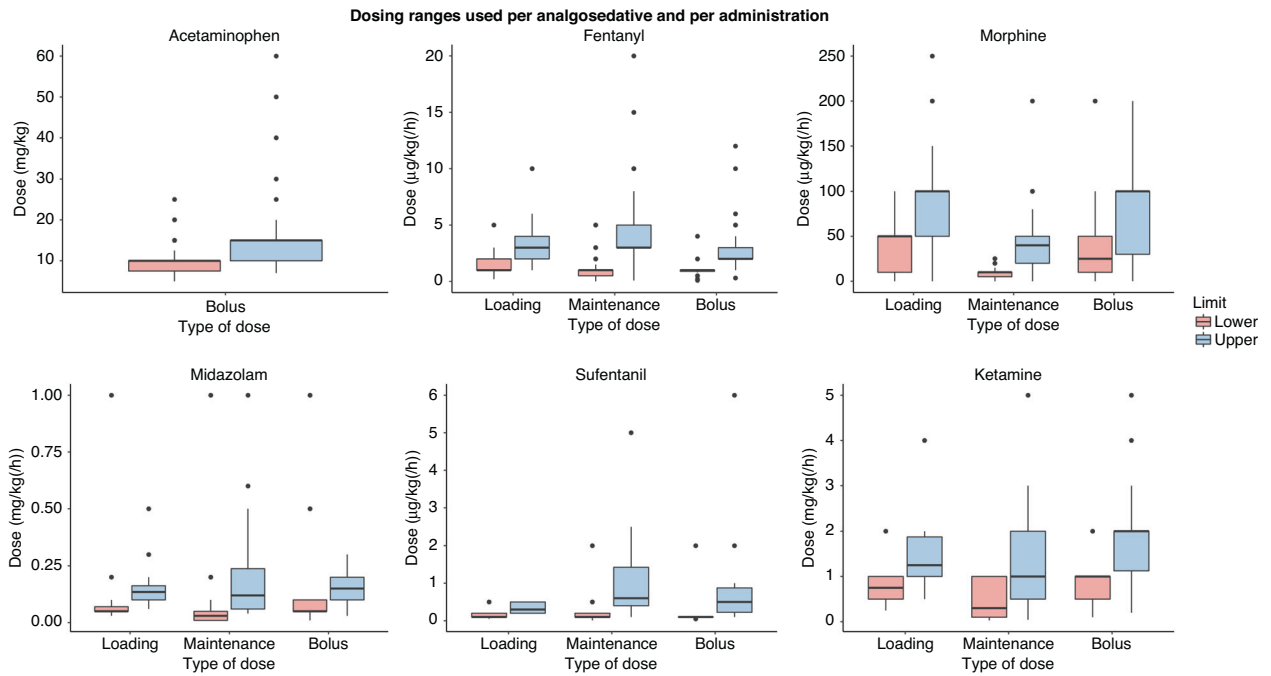 Dosing ranges used per analgosedative and per administration
Acetaminophen
Dose (mg/kg)
60
50
40
30
20
10
Bolus
Type of dose
Fentanyl
Dose (µg/kg(/h))
20
15
10
5
0
Loading Maintenance Bolus
Type of dose
Morphine
Dose (µg/kg(/h))
250
200
150
100
50
0
Loading Maintenance Bolus
Type of dose
Limit
Lower
Upper
Midazolam
Dose (mg/kg(/h))
1.00
0.75
0.50
0.25
0.00
Loading Maintenance Bolus
Type of dose
Sufentanil
Dose (µg/kg(/h))
6
5
4
3
2
1
0
Loading Maintenance Bolus
Type of dose
Ketamine
Dose (mg/kg(/h))
5
4
3
2
1
0
Loading Maintenance Bolus
Type of dose